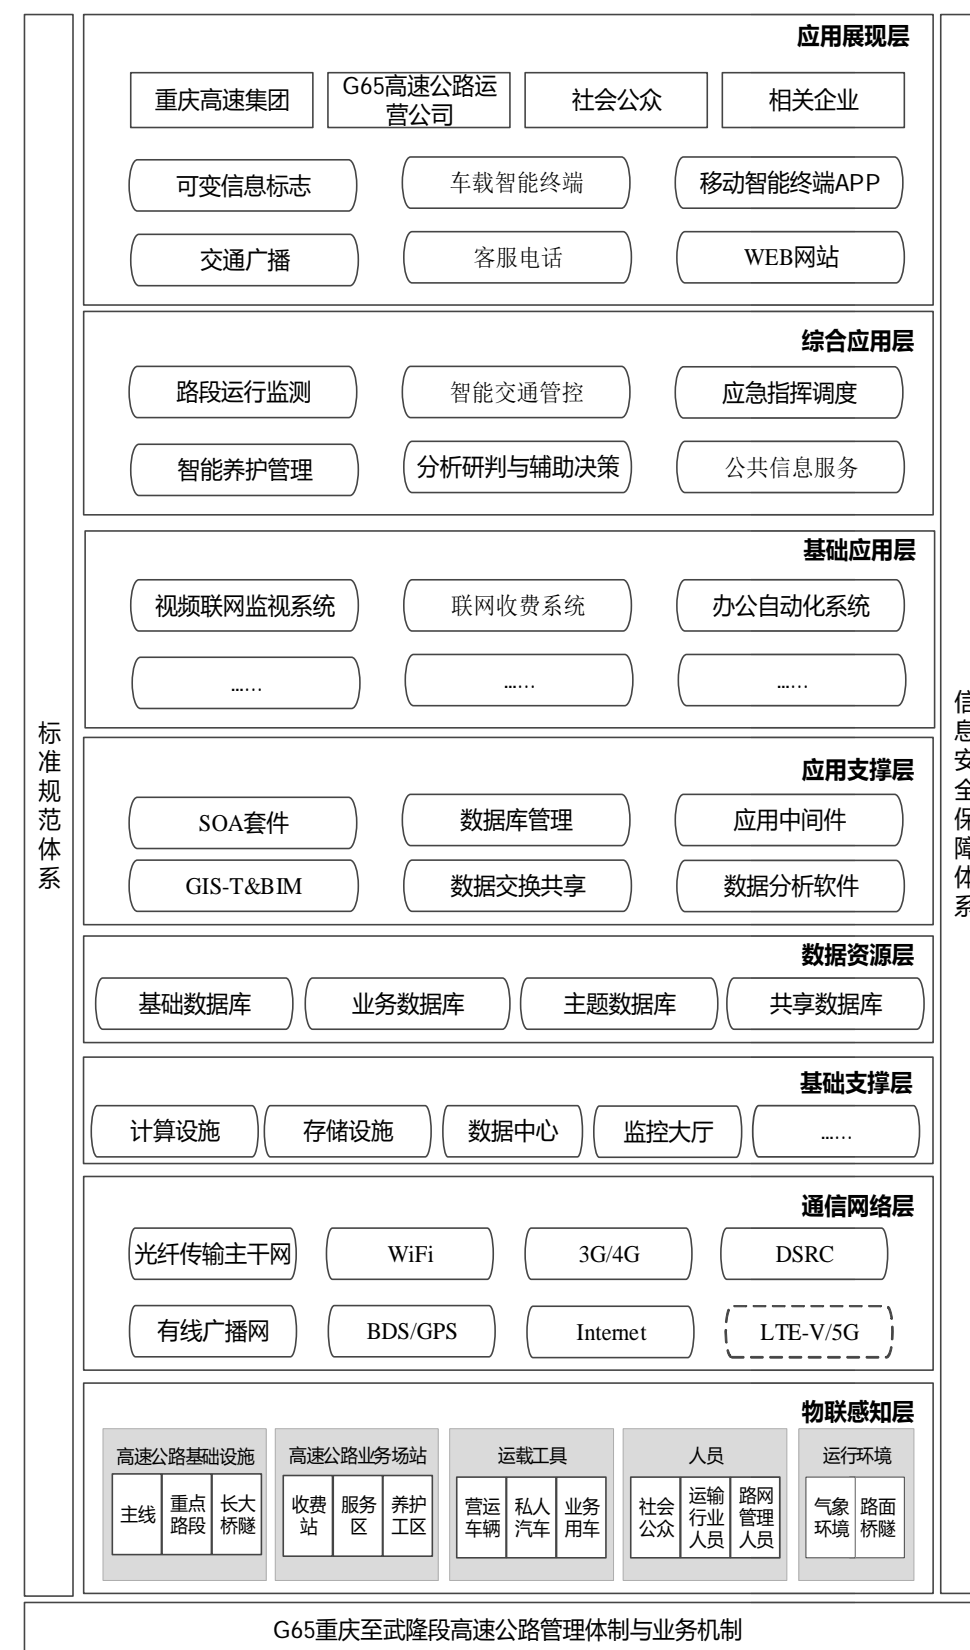 应用展现层
重庆高速集团
G65高速公路运
营公司
社会公众
相关企业
可变信息标志
车载智能终端
移动智能终端APP
交通广播
客服电话
WEB网站
综合应用层
路段运行监测
智能交通管控
应急指挥调度
智能养护管理
分析研判与辅助决策
公共信息服务
基础应用层
视频联网监视系统
联网收费系统
办公自动化系统
......
......
......
应用支撑层
SOA套件
数据库管理
应用中间件
GIS-T&BIM
数据交换共享
数据分析软件
数据资源层
基础数据库
业务数据库
主题数据库
共享数据库
基础支撑层
计算设施
存储设施
数据中心
监控大厅
......
通信网络层
光纤传输主干网
WiFi
3G/4G
DSRC
有线广播网
BDS/GPS
Internet
LTE-V/5G
物联感知层
高速公路基础设施
主线
重点
路段
长大
桥隧
高速公路业务场站
收费
站
服务
区
养护
工区
运载工具
营运
车辆
私人
汽车
业务
用车
人员
社会
公众
运输
行业
人员
路网
管理
人员
运行环境
气象
环境
路面
桥隧
标准规范体系
信息安全保障体系
G65重庆至武隆段高速公路管理体制与业务机制